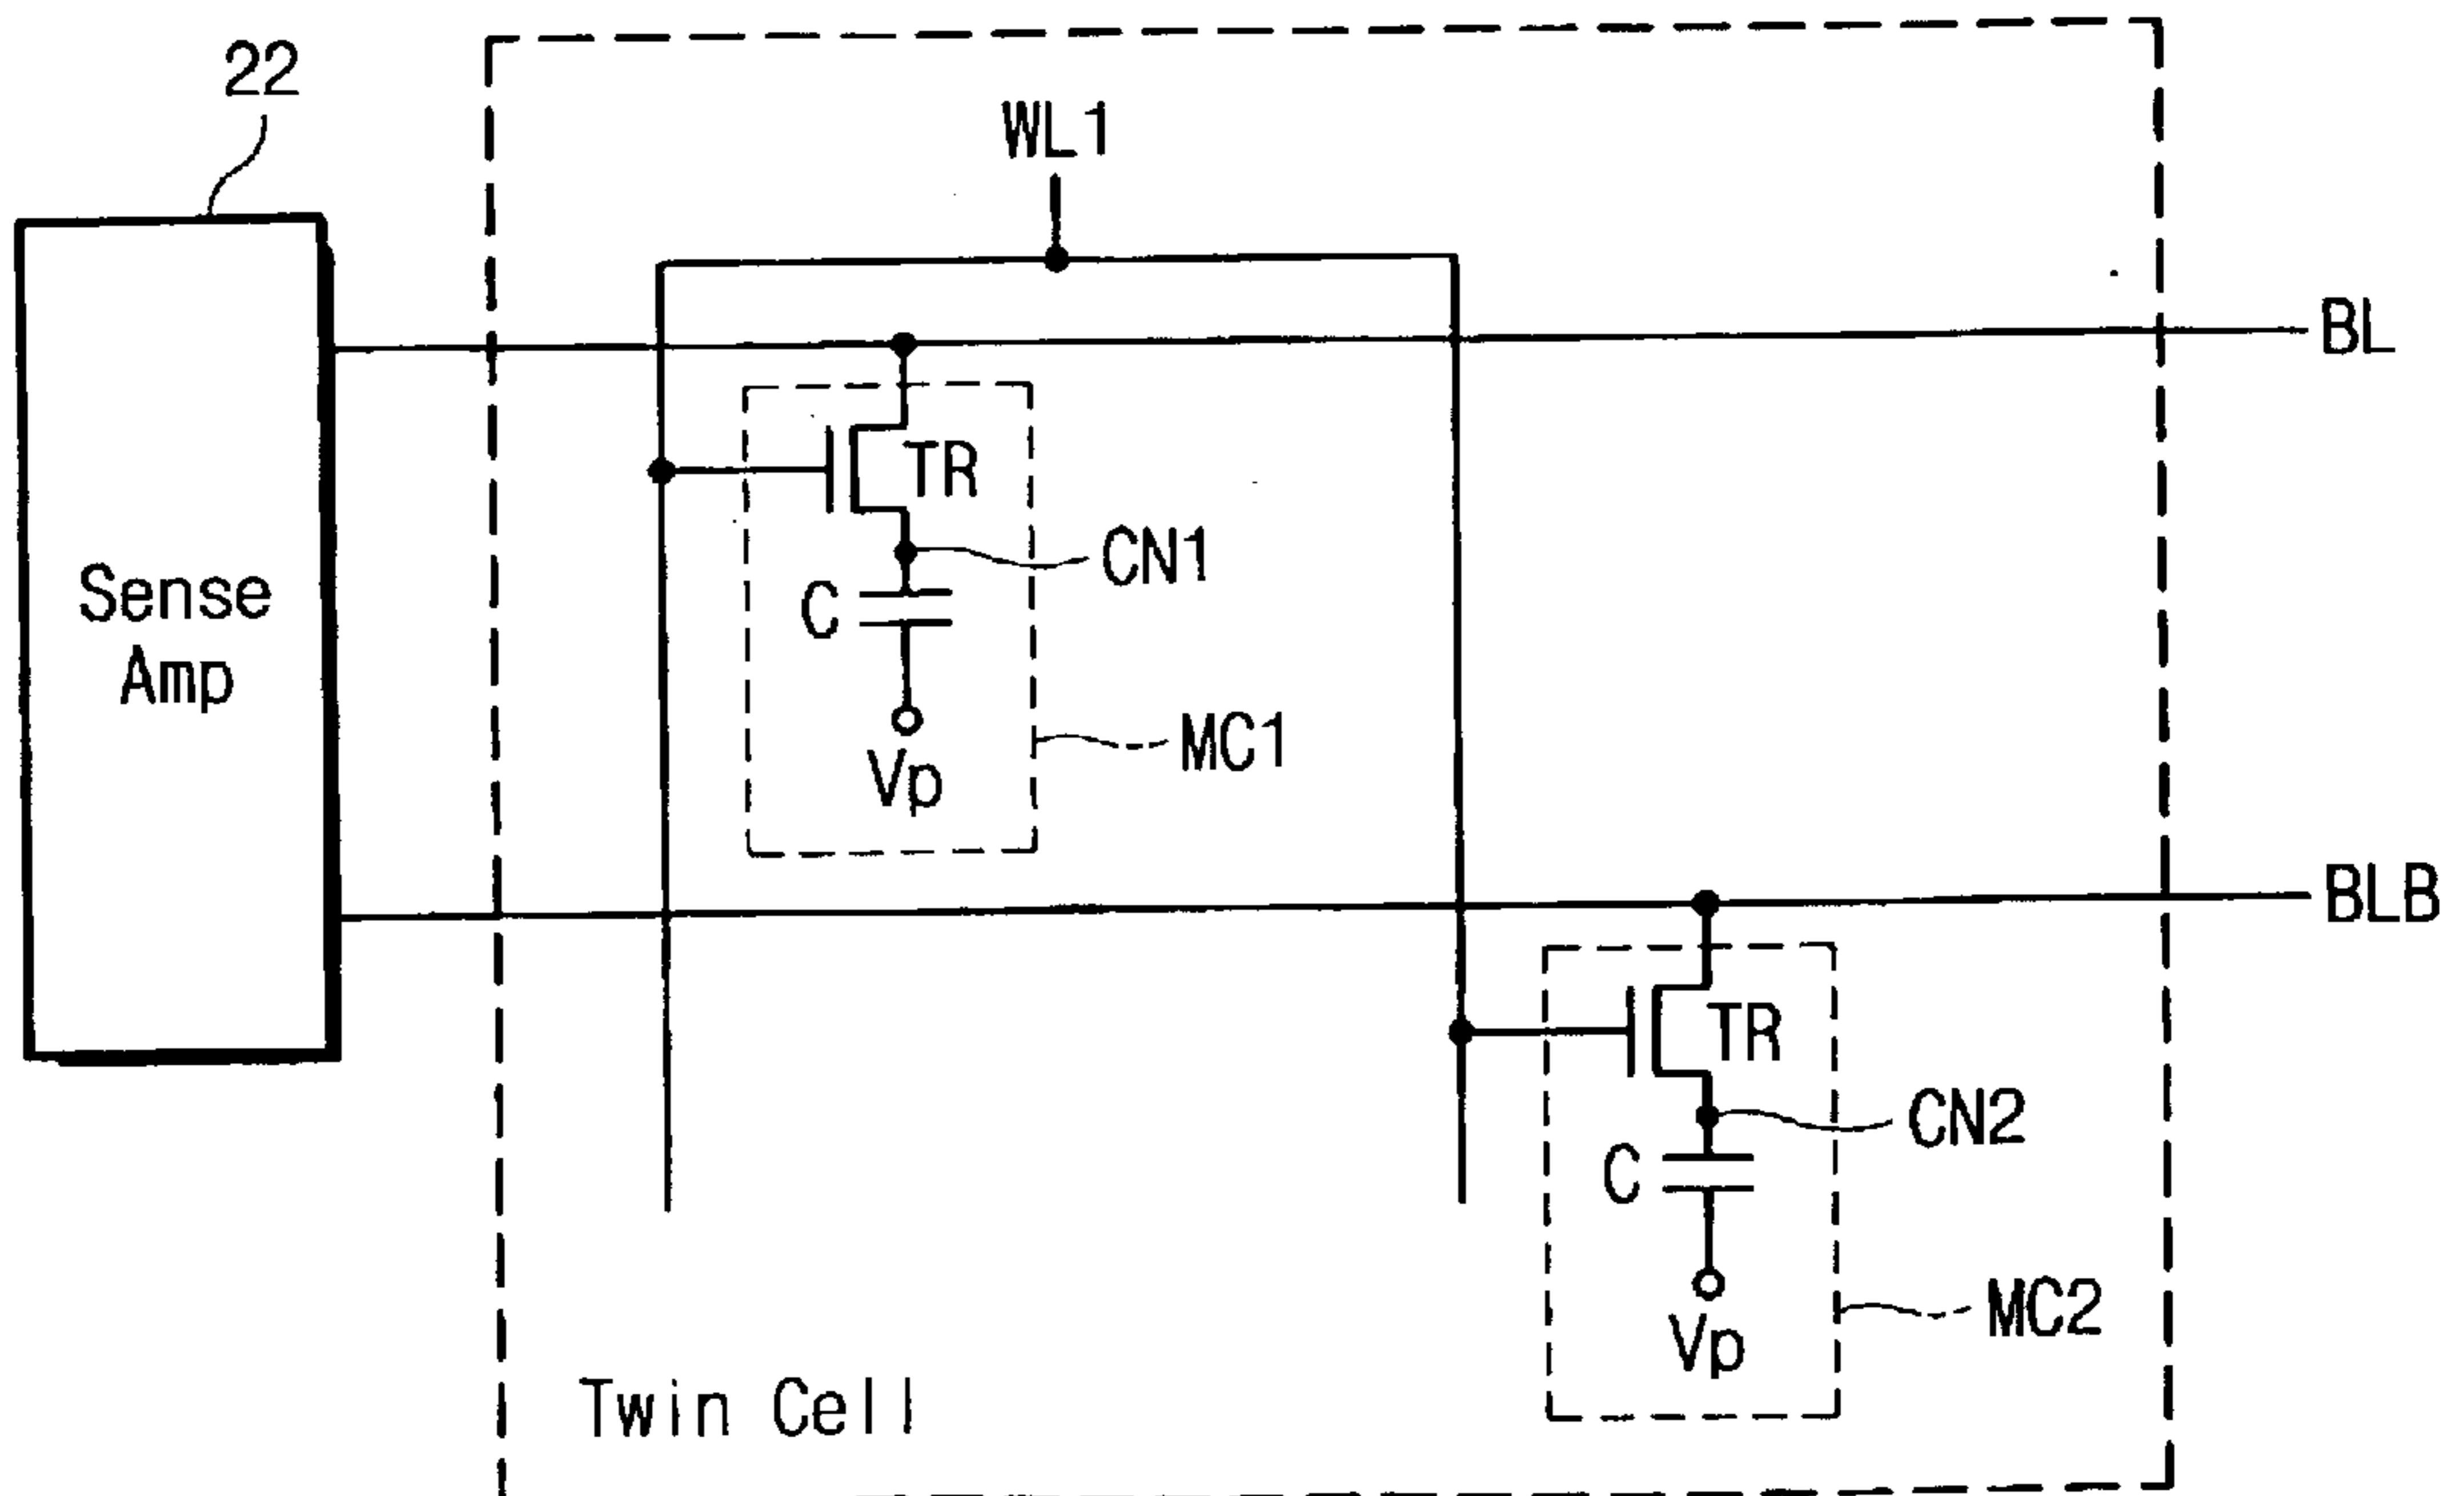 22
WL1
BL
TR
CN1
Sense
Amp
C
MC1
Vp
BLB
TR
CN2
C
MC2
Vp
Twin Cell